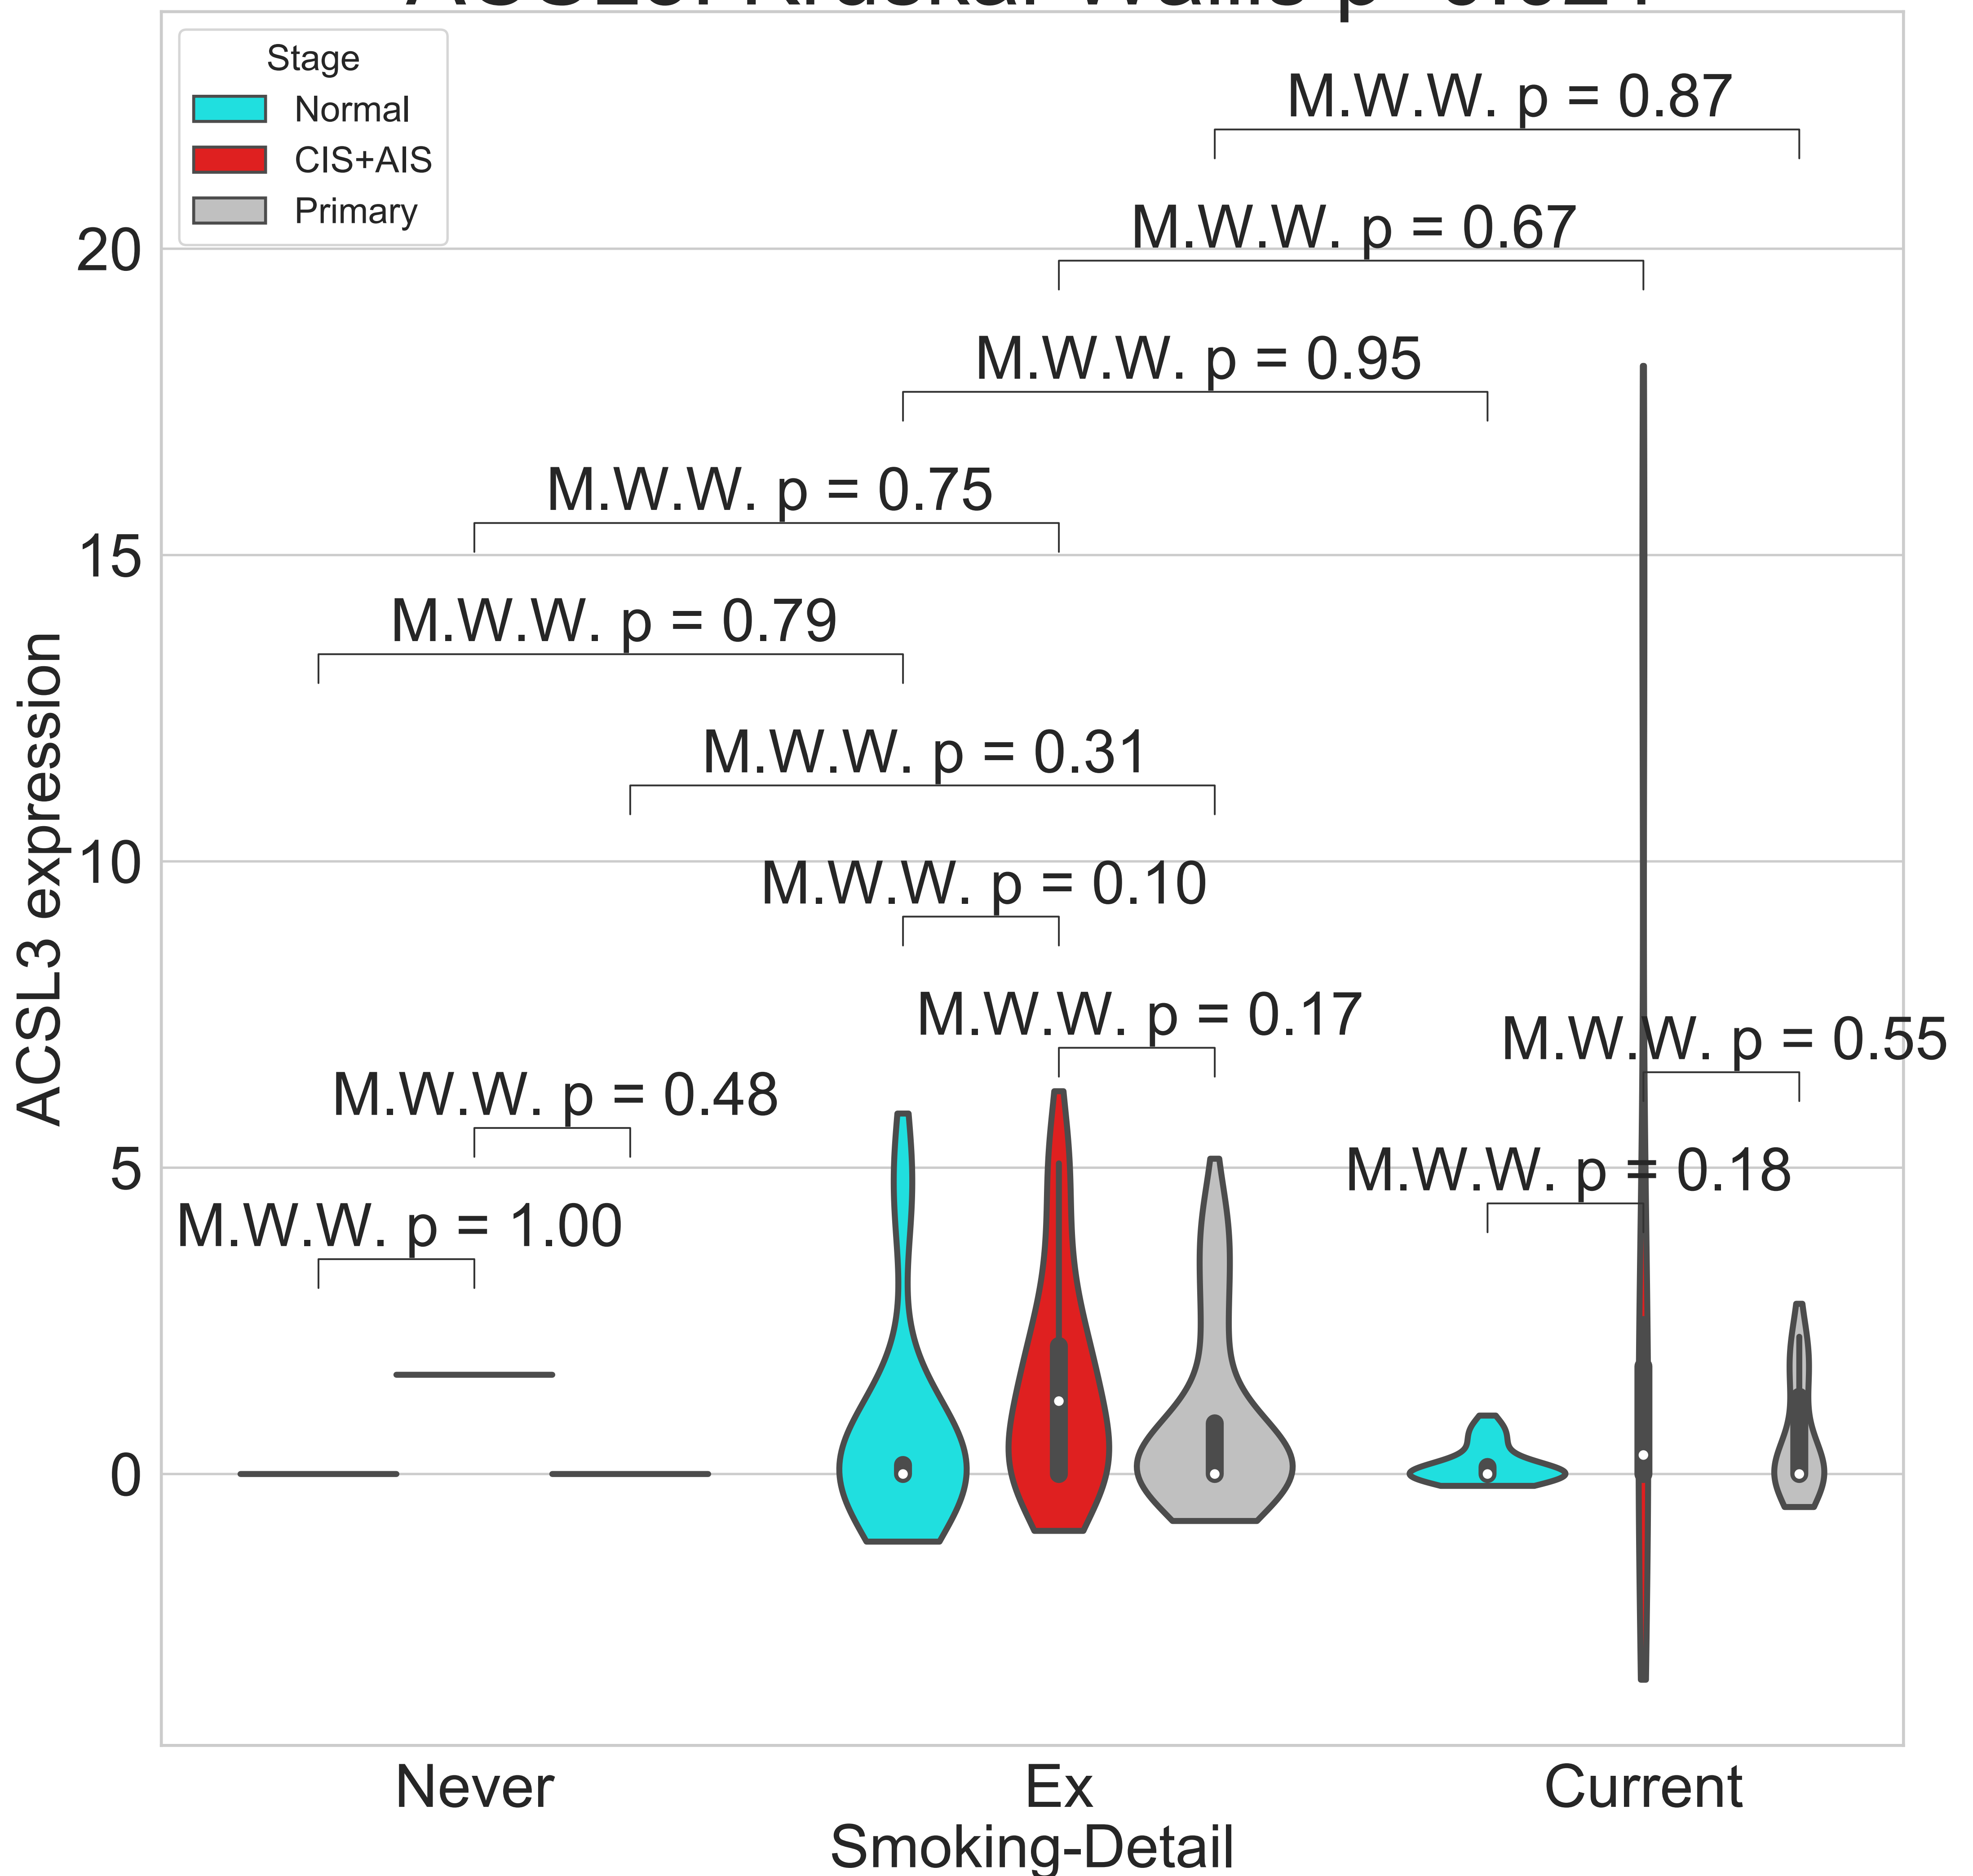 Stage
Normal
CIS+AIS
Primary
M.W.W. p = 0.87
M.W.W. p = 0.67
M.W.W. p = 0.95
M.W.W. p = 0.75
M.W.W. p = 0.79
M.W.W. p = 0.31
M.W.W. p = 0.10
M.W.W. p = 0.17
M.W.W. p = 0.55
M.W.W. p = 0.48
M.W.W. p = 0.18
M.W.W. p = 1.00
20
15
10
5
0
ACSL3 expression
Never
Ex
Current
Smoking-Detail